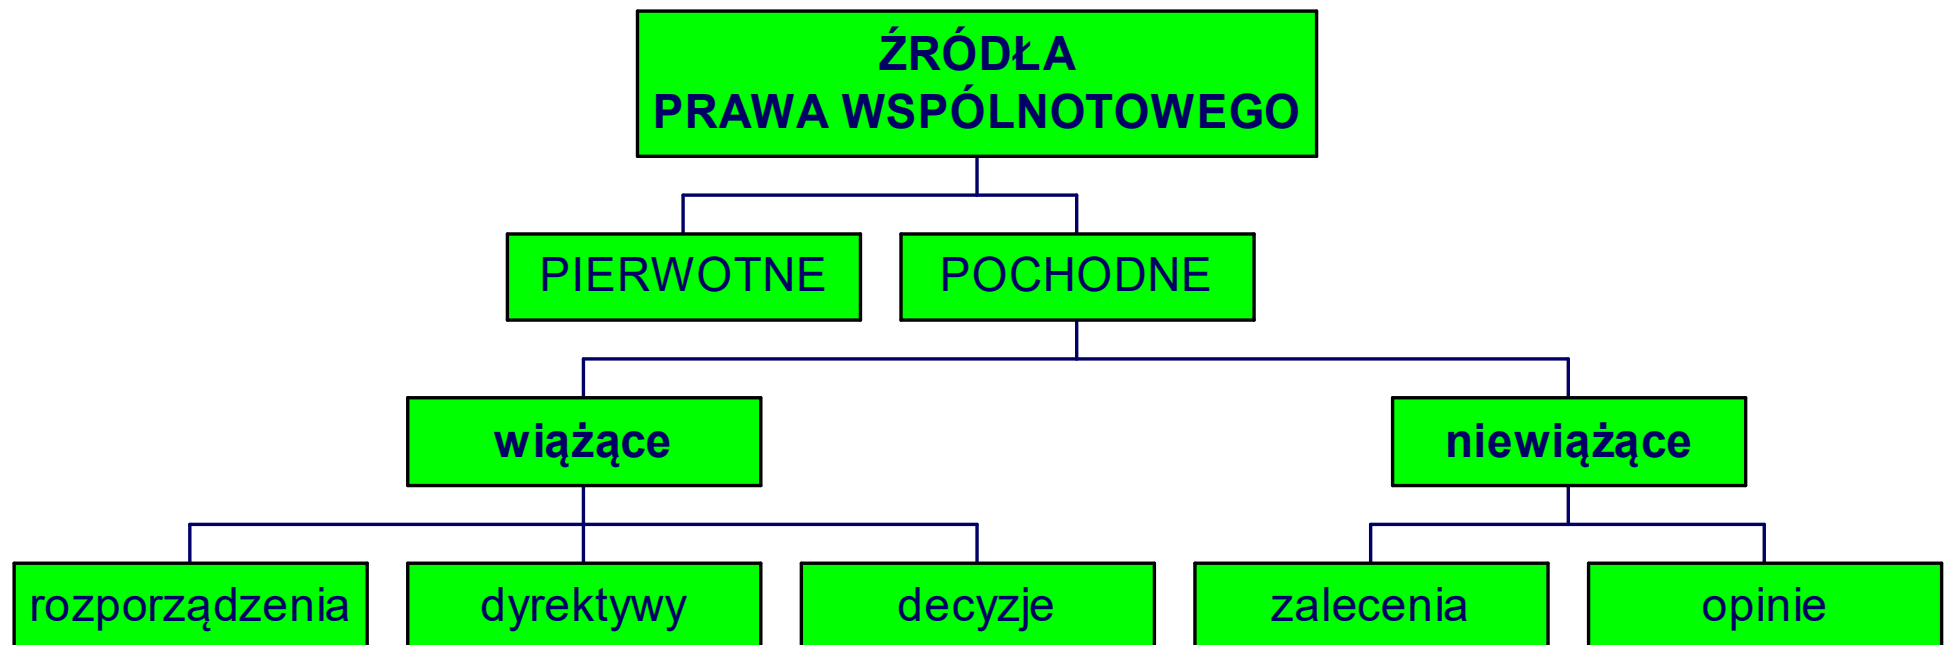 ŹRÓDŁA
PRAWA WSPÓLNOTOWEGO
PIERWOTNE
POCHODNE
wiążące
niewiążące
rozporządzenia
dyrektywy
decyzje
zalecenia
opinie